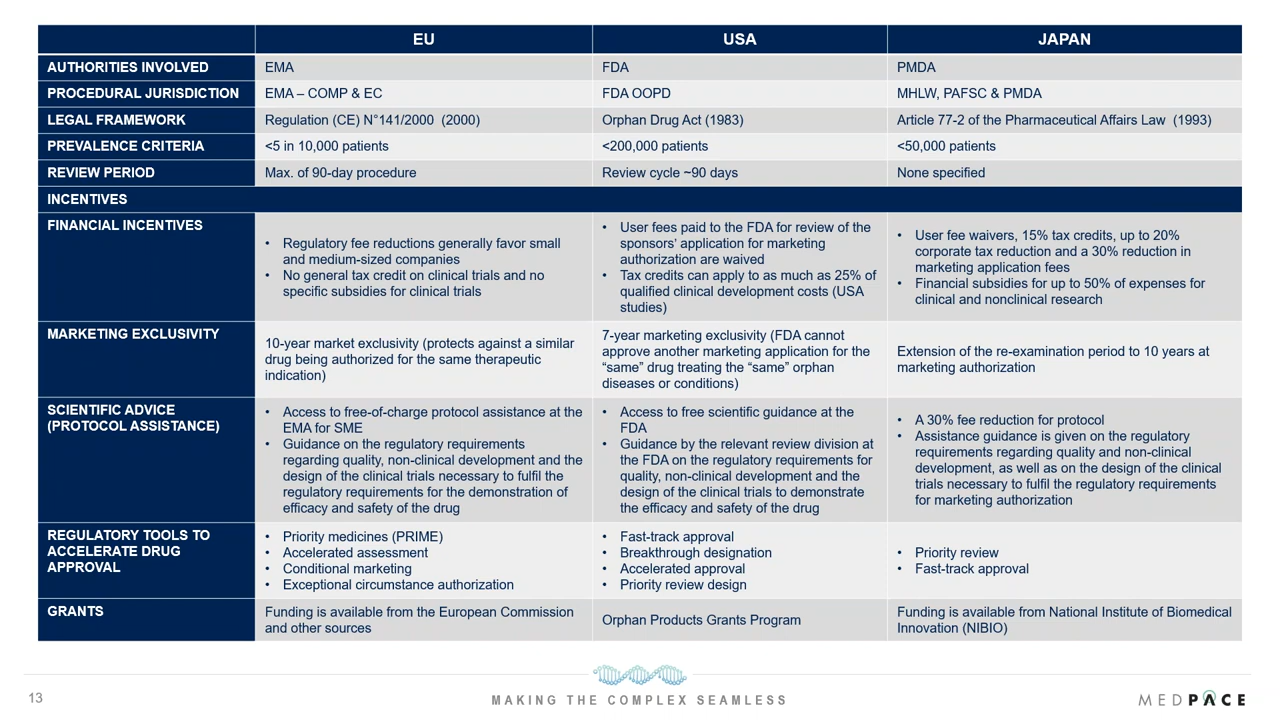 EU
USA
JAPAN
AUTHORITIES INVOLVED
EMA
FDA
PMDA
PROCEDURAL JURISDICTION
EMA – COMP & EC
FDA OOPD
MHLW, PAFSC & PMDA
LEGAL FRAMEWORK
Regulation (CE) N°141/2000 (2000)
Orphan Drug Act (1983)
Article 77-2 of the Pharmaceutical Affairs Law (1993)
PREVALENCE CRITERIA
<5 in 10,000 patients
<200,000 patients
<50,000 patients
REVIEW PERIOD
Max. of 90-day procedure
Review cycle ~90 days
None specified
INCENTIVES
FINANCIAL INCENTIVES
• Regulatory fee reductions generally favor small
and medium-sized companies
• No general tax credit on clinical trials and no
specific subsidies for clinical trials
• User fees paid to the FDA for review of the
sponsors' application for marketing
authorization are waived
• Tax credits can apply to as much as 25% of
qualified clinical development costs (USA
studies)
• User fee waivers, 15% tax credits, up to 20%
corporate tax reduction and a 30% reduction in
marketing application fees
• Financial subsidies for up to 50% of expenses for
clinical and nonclinical research
MARKETING EXCLUSIVITY
10-year market exclusivity (protects against a similar
drug being authorized for the same therapeutic
indication)
7-year marketing exclusivity (FDA cannot
approve another marketing application for the
“same” drug treating the “same” orphan
diseases or conditions)
Extension of the re-examination period to 10 years at
marketing authorization
SCIENTIFIC ADVICE
(PROTOCOL ASSISTANCE)
• Access to free-of-charge protocol assistance at the
EMA for SME
• Guidance on the regulatory requirements
regarding quality, non-clinical development and the
design of the clinical trials necessary to fulfil the
regulatory requirements for the demonstration of
efficacy and safety of the drug
• Access to free scientific guidance at the
FDA
• Guidance by the relevant review division at
the FDA on the regulatory requirements for
quality, non-clinical development and the
design of the clinical trials to demonstrate
the efficacy and safety of the drug
• A 30% fee reduction for protocol
• Assistance guidance is given on the regulatory
requirements regarding quality and non-clinical
development, as well as on the design of the clinical
trials necessary to fulfil the regulatory requirements
for marketing authorization
REGULATORY TOOLS TO
ACCELERATE DRUG
APPROVAL
• Priority medicines (PRIME)
• Accelerated assessment
• Conditional marketing
• Exceptional circumstance authorization
• Fast-track approval
• Breakthrough designation
• Accelerated approval
• Priority review design
• Priority review
• Fast-track approval
GRANTS
Funding is available from the European Commission
and other sources
Orphan Products Grants Program
Funding is available from National Institute of Biomedical
Innovation (NIBIO)
13
MAKING THE COMPLEX SEAMLESS
MEDPACE